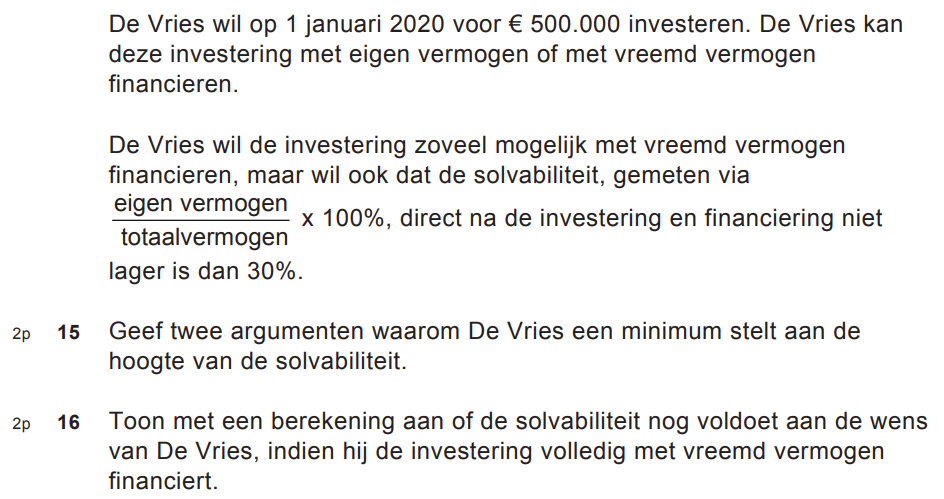 De Vries wil op 1 januari 2020 voor € 500.000 investeren. De Vries kan
deze investering met eigen vermogen of met vreemd vermogen
financieren.
De Vries wil de investering zoveel mogelijk met vreemd vermogen
financieren, maar wil ook dat de solvabiliteit, gemeten via
eigen vermogen
totaalvermogen
x 100%, direct na de investering en financiering niet
lager is dan 30%.
2p 15 Geef twee argumenten waarom De Vries een minimum stelt aan de
hoogte van de solvabiliteit.
2p 16 Toon met een berekening aan of de solvabiliteit nog voldoet aan de wens
van De Vries, indien hij de investering volledig met vreemd vermogen
financiert.